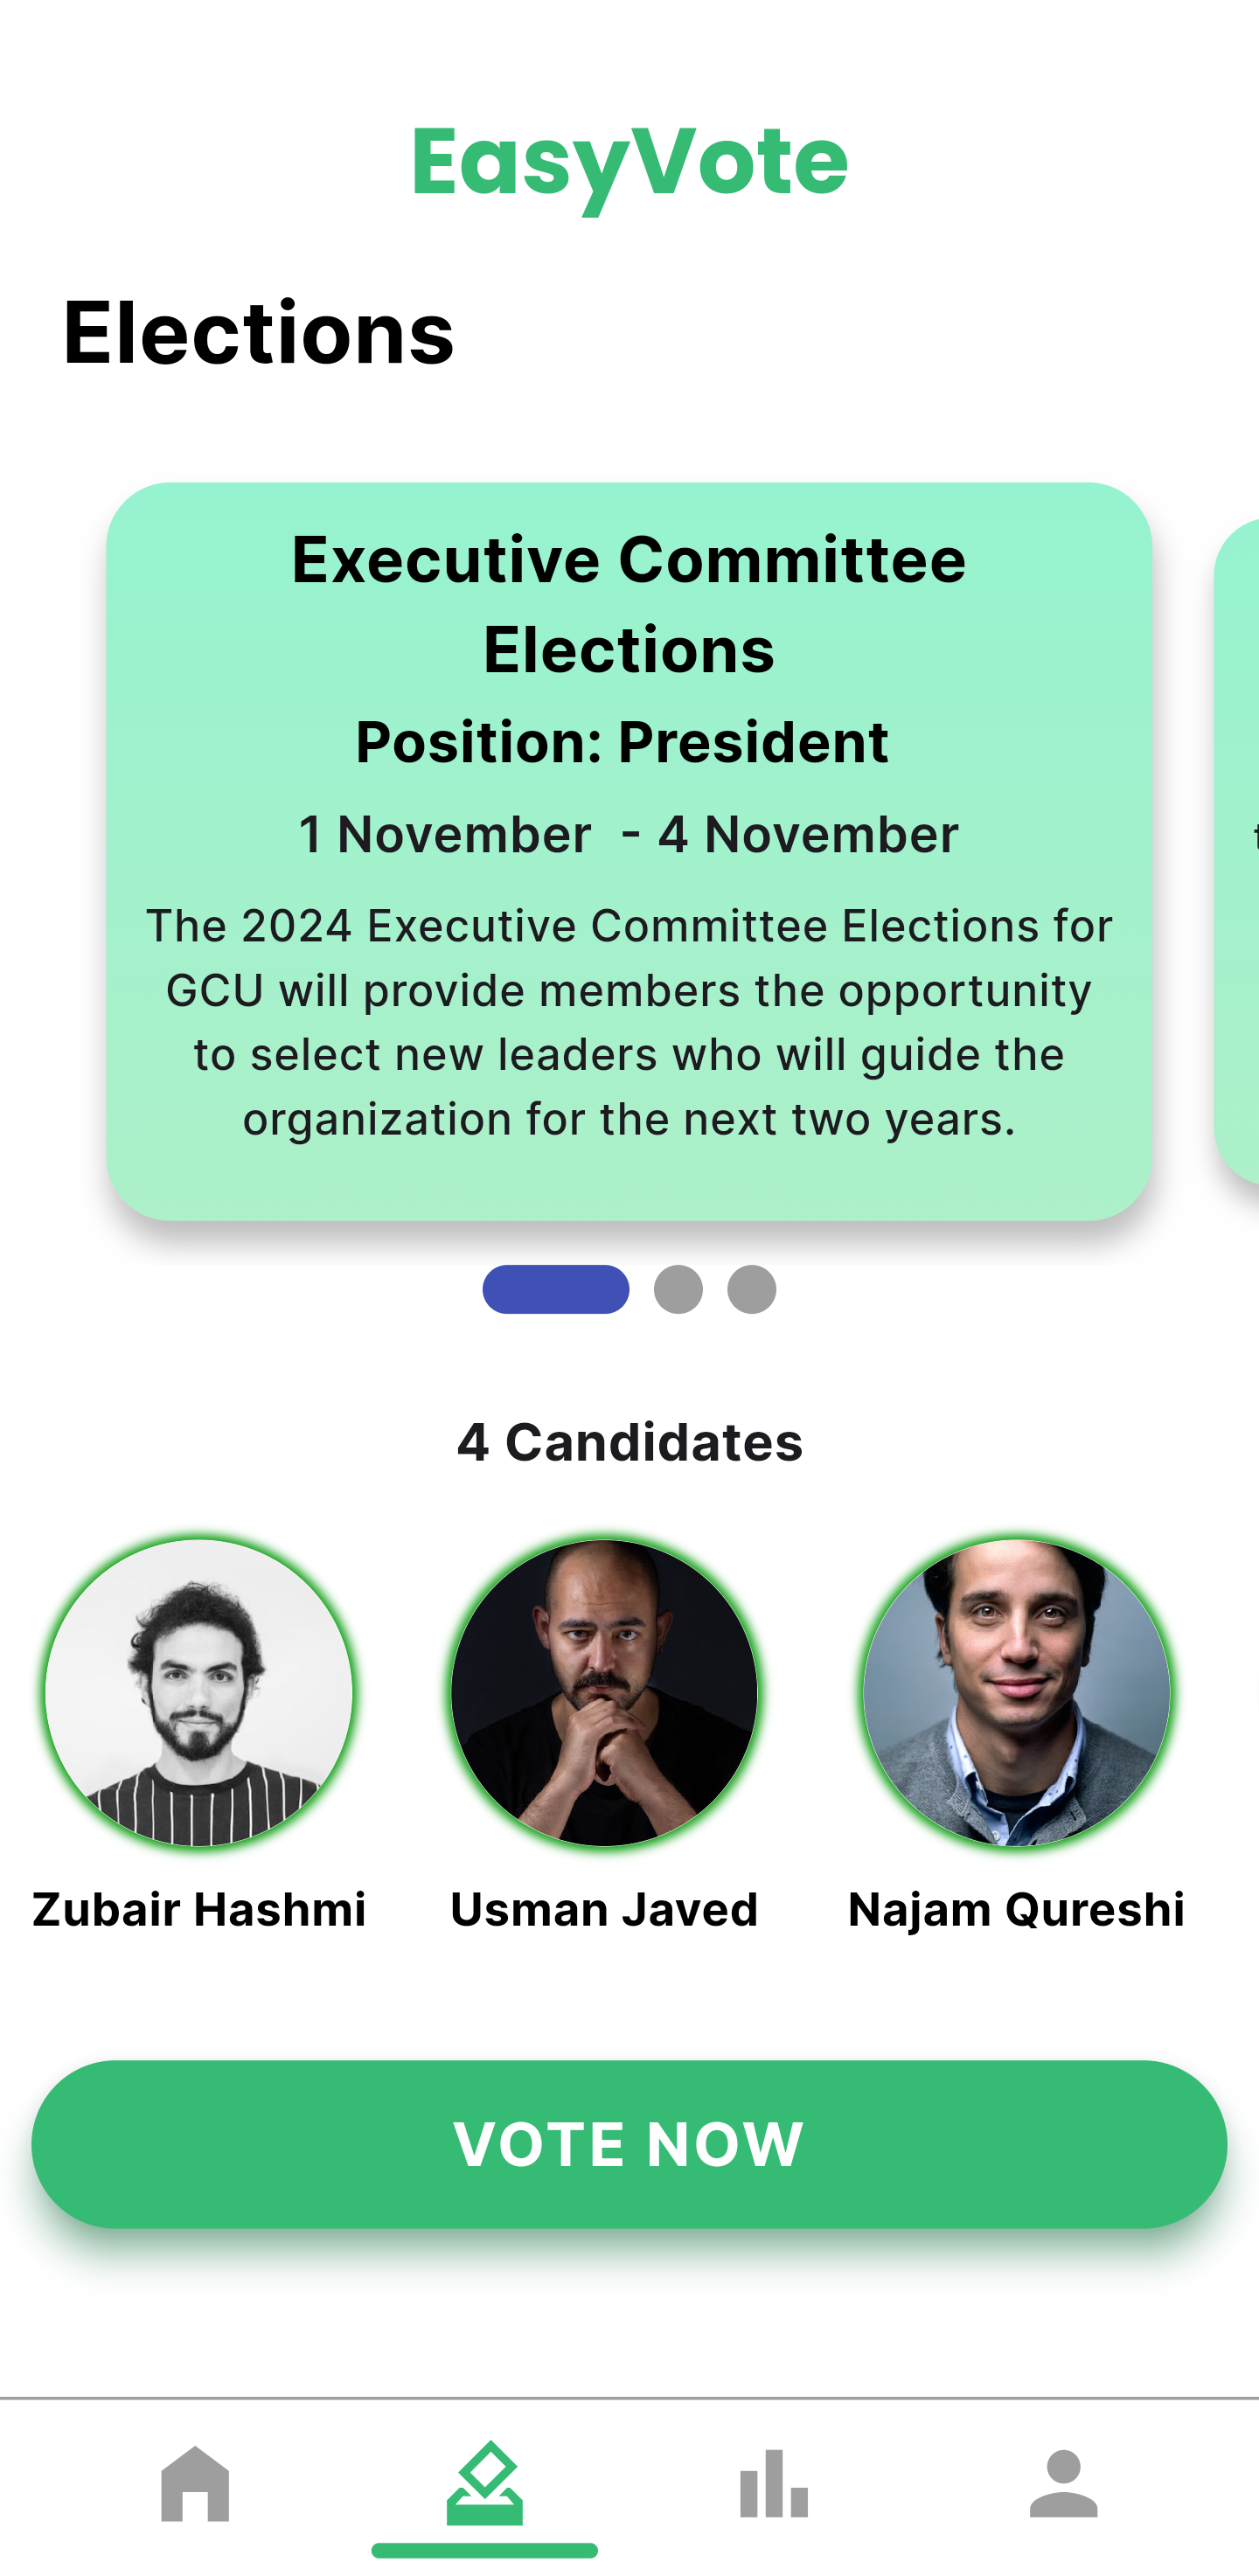 EasyVote
Elections
Executive Committee
Elections
Position: President
1 November  - 4 November
The 2024 Executive Committee Elections for
GCU will provide members the opportunity
to select new leaders who will guide the
organization for the next two years.
4 Candidates
Zubair Hashmi
Usman Javed
Najam Qureshi
VOTE NOW